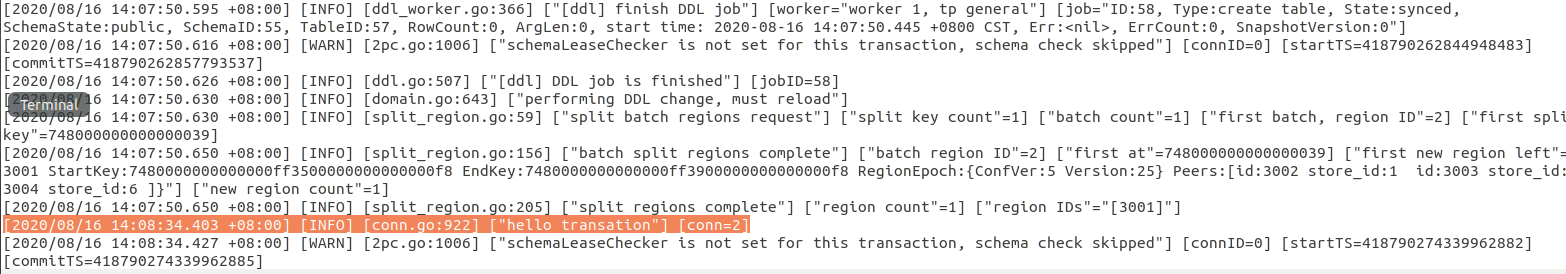 [2020/08/16 14:07:50.595 +08:00] [INFO] [ddl_worker.go:366] ["[ddl] finish DDL job"] [worker="worker 1, tp general"] [job="ID:58, Type:create table, State:synced,
SchemaState:public, SchemaID:55, TableID:57, RowCount:0, ArgLen:0, start time: 2020-08-16 14:07:50.445 +0800 CST, Err:<nil>, ErrCount:0, SnapshotVersion:0"]
[2020/08/16 14:07:50.616 +08:00] [WARN] [2pc.go:1006] ["schemaLeaseChecker is not set for this transaction, schema check skipped"] [connID=0] [startTS=418790262844948483]
[commitTS=418790262857793537]
[2020/08/16 14:07:50.626 +08:00] [INFO] [ddl.go:507] ["[ddl] DDL job is finished"] [jobID=58]
[2020/08/16 14:07:50.630 +08:00] [INFO] [domain.go:643] ["performing DDL change, must reload"]
Terminal
[2020/08/16 14:07:50.630 +08:00] [INFO] [split_region.go:59] ["split batch regions request"] ["split key count"=1] ["batch count"=1] ["first batch, region ID"=2] ["first spli
key"=748000000000000039]
[2020/08/16 14:07:50.650 +08:00] [INFO] [split_region.go:156] ["batch split regions complete"] ["batch region ID"=2] ["first at"=748000000000000039] ["first new region left"=
3001 StartKey:7480000000000000ff3500000000000000f8 EndKey:7480000000000000ff3900000000000000f8 RegionEpoch:{ConfVer:5 Version:25} Peers:[id:3002 store_id:1  id:3003 store_id:
3004 store_id:6 ]}"] ["new region count"=1]
[2020/08/16 14:07:50.650 +08:00] [INFO] [split_region.go:205] ["split regions complete"] ["region count"=1] ["region IDs"="[3001]"]
[2020/08/16 14:08:34.403 +08:00] [INFO] [conn.go:922] ["hello transation"] [conn=2]
[2020/08/16 14:08:34.427 +08:00] [WARN] [2pc.go:1006] ["schemaLeaseChecker is not set for this transaction, schema check skipped"] [connID=0] [startTS=418790274339962882]
[commitTS=418790274339962885]